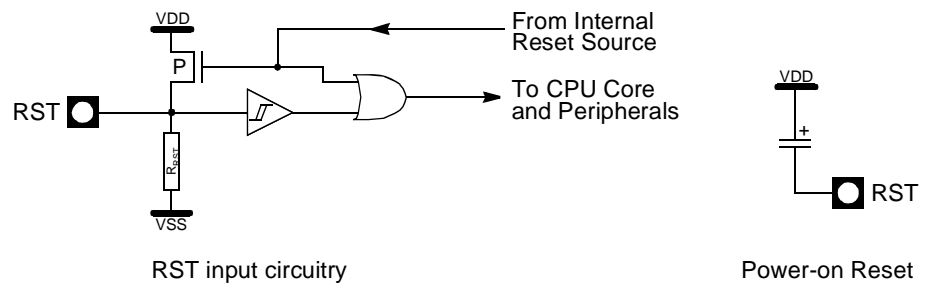 VDD
From Internal
Reset Source
P
To CPU Core
and Peripherals
RST
RRST
VSS
VDD
+
RST
RST input circuitry
Power-on Reset